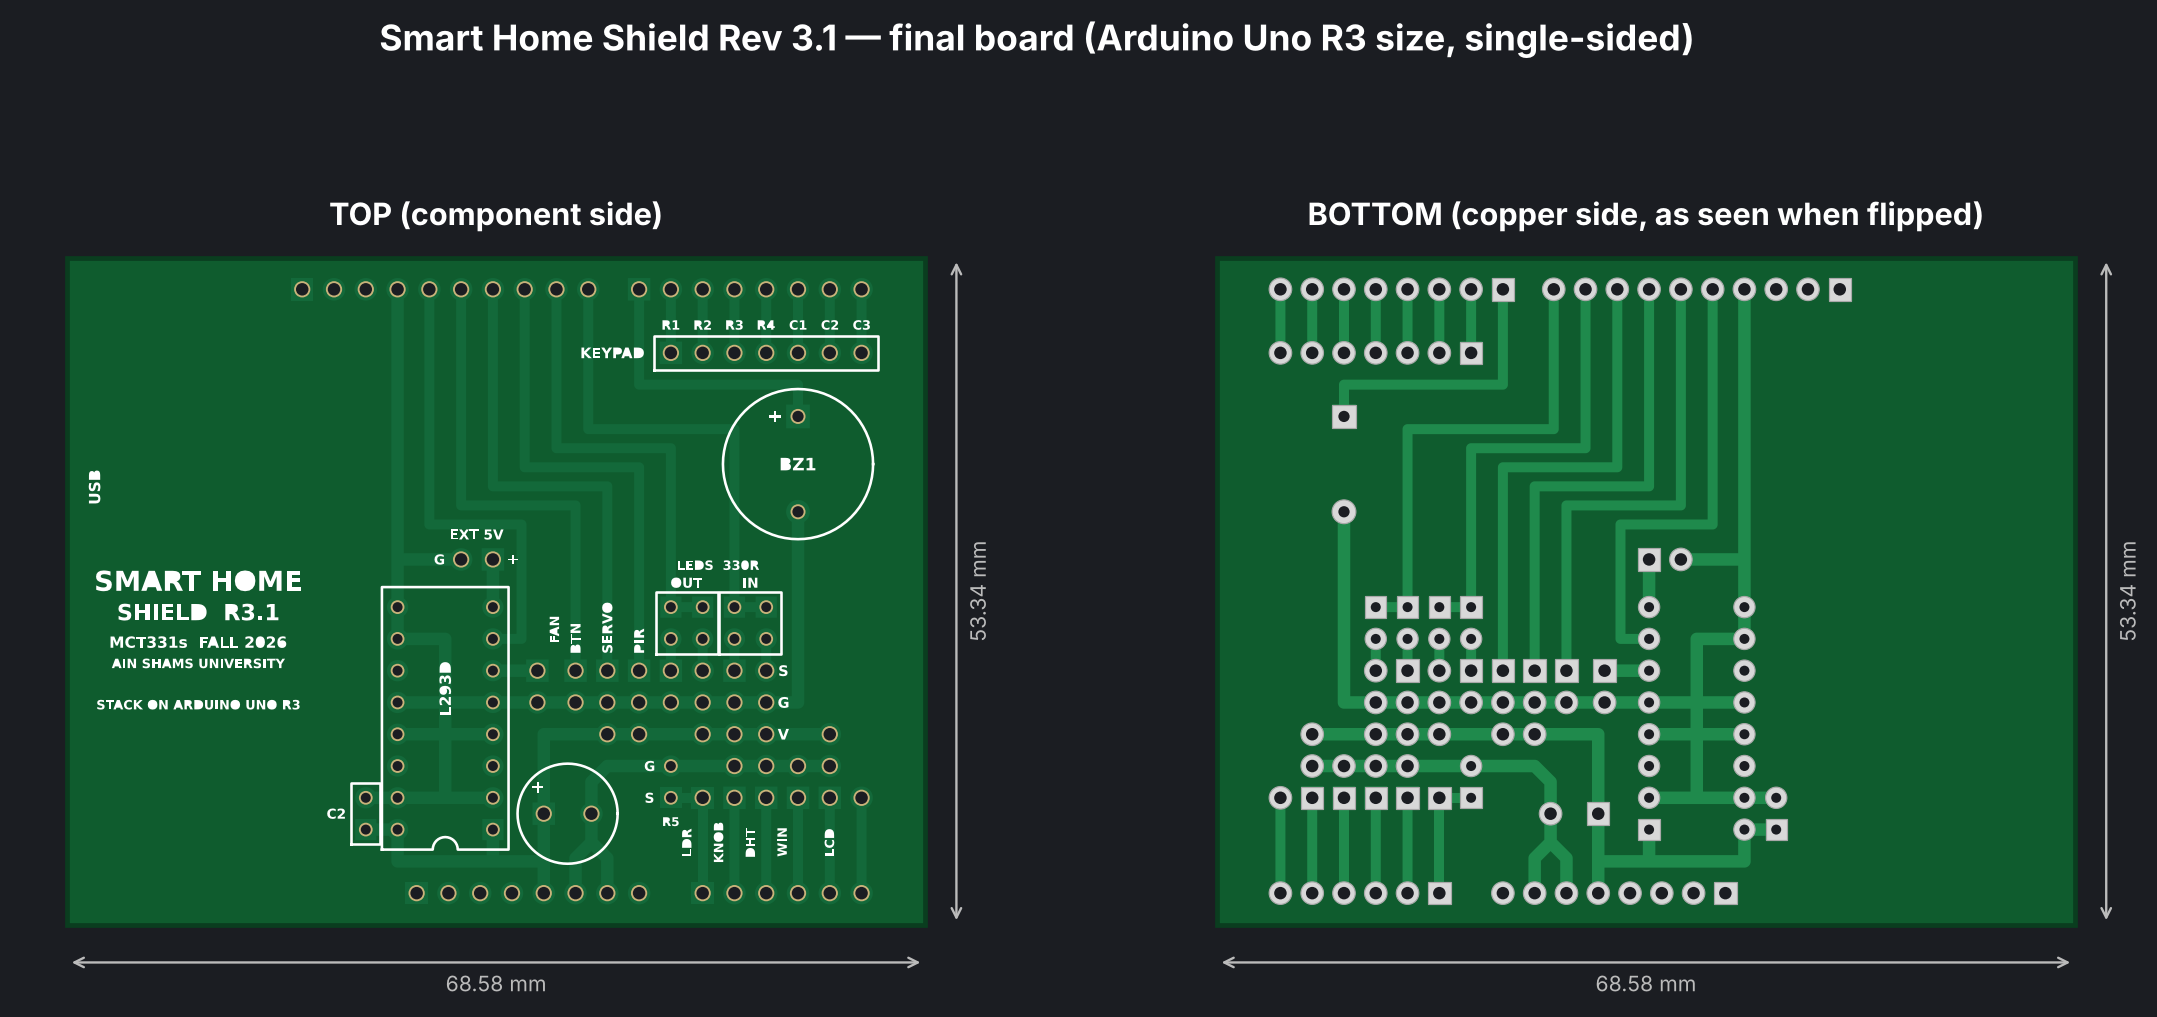 Smart Home Shield Rev 3.1 — final board (Arduino Uno R3 size, single-sided)
TOP (component side)
BOTTOM (copper side, as seen when flipped)
R1 R2 R3 R4 C1 C2 C3
KEYPAD
+
BZ1
USB
EXT 5V
G +
LEDS 330R
OUT IN
SMART HOME
SHIELD R3.1
MCT331s FALL 2026
AIN SHAMS UNIVERSITY
STACK ON ARDUINO UNO R3
L293D
FAN
BTN
SERVO
PIR
S
G
V
G
S
+
C2
R5
LDR
KNOB
DHT
WIN
LCD
53.34 mm
68.58 mm
53.34 mm
68.58 mm